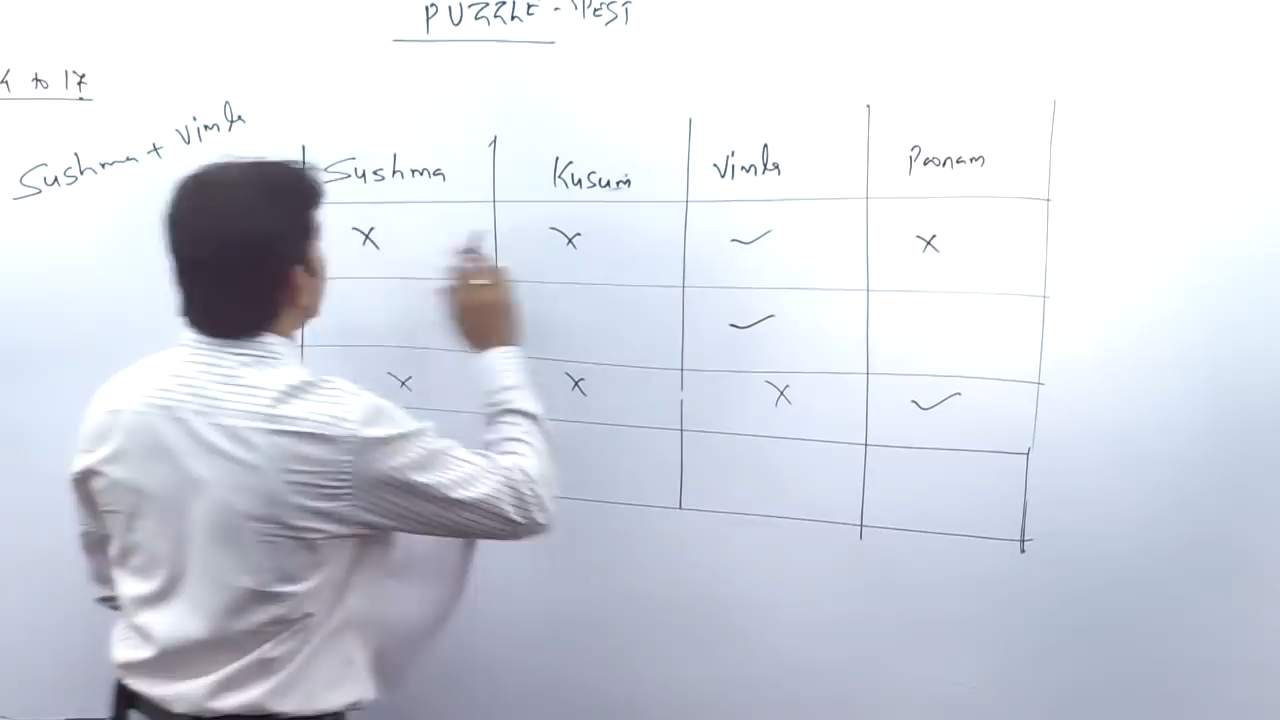 PUZZLE - TEST
to 17
Sushma + Vimla
Sushma Kusum Vimla Poonam
x x ✓ x
✓
x x x ✓